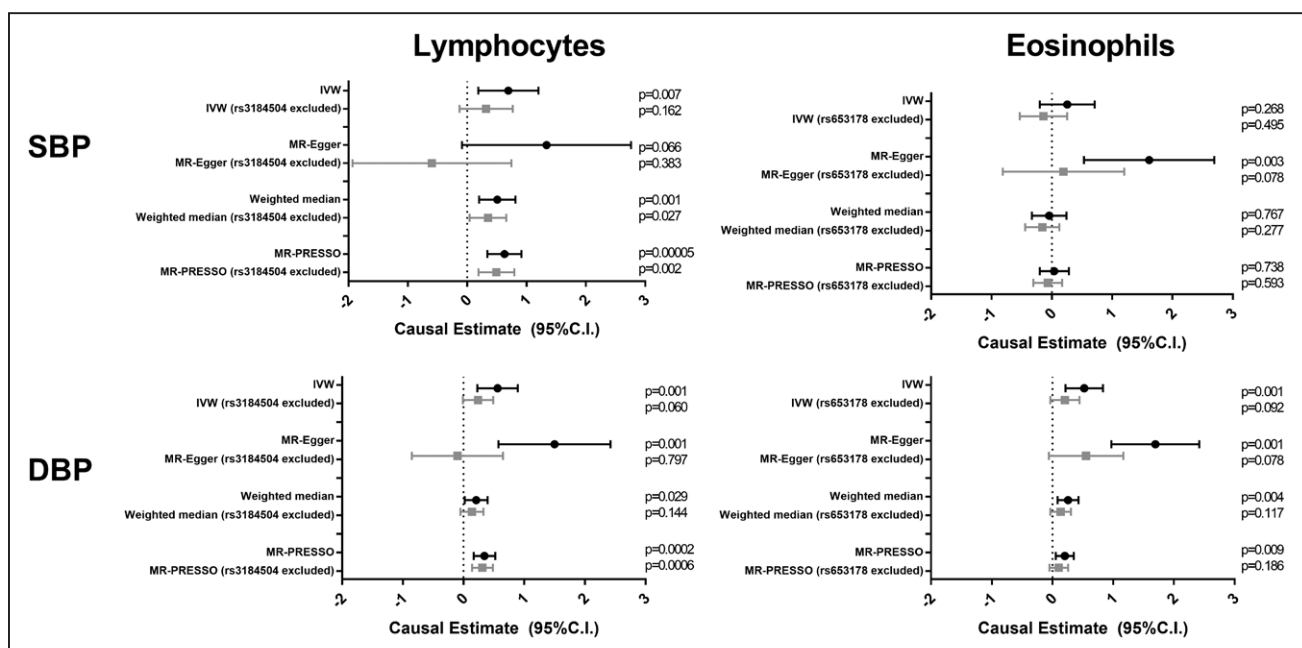 Lymphocytes
Eosinophils
SBP
IVW
p=0.007
IVW (rs3184504 excluded)
p=0.162
MR-Egger
p=0.066
MR-Egger (rs3184504 excluded)
p=0.383
Weighted median
p=0.001
Weighted median (rs3184504 excluded)
p=0.027
MR-PRESSO
p=0.00005
MR-PRESSO (rs3184504 excluded)
p=0.002
-2 -1 0 1 2 3
Causal Estimate (95%C.I.)
IVW
p=0.268
IVW (rs653178 excluded)
p=0.495
MR-Egger
p=0.003
MR-Egger (rs653178 excluded)
p=0.078
Weighted median
p=0.767
Weighted median (rs653178 excluded)
p=0.277
MR-PRESSO
p=0.738
MR-PRESSO (rs653178 excluded)
p=0.593
-2 -1 0 1 2 3
Causal Estimate (95%C.I.)
DBP
IVW
p=0.001
IVW (rs3184504 excluded)
p=0.060
MR-Egger
p=0.001
MR-Egger (rs3184504 excluded)
p=0.797
Weighted median
p=0.029
Weighted median (rs3184504 excluded)
p=0.144
MR-PRESSO
p=0.0002
MR-PRESSO (rs3184504 excluded)
p=0.0006
-2 -1 0 1 2 3
Causal Estimate (95%C.I.)
IVW
p=0.001
IVW (rs653178 excluded)
p=0.092
MR-Egger
p=0.001
MR-Egger (rs653178 excluded)
p=0.078
Weighted median
p=0.004
Weighted median (rs653178 excluded)
p=0.117
MR-PRESSO
p=0.009
MR-PRESSO (rs653178 excluded)
p=0.186
-2 -1 0 1 2 3
Causal Estimate (95%C.I.)